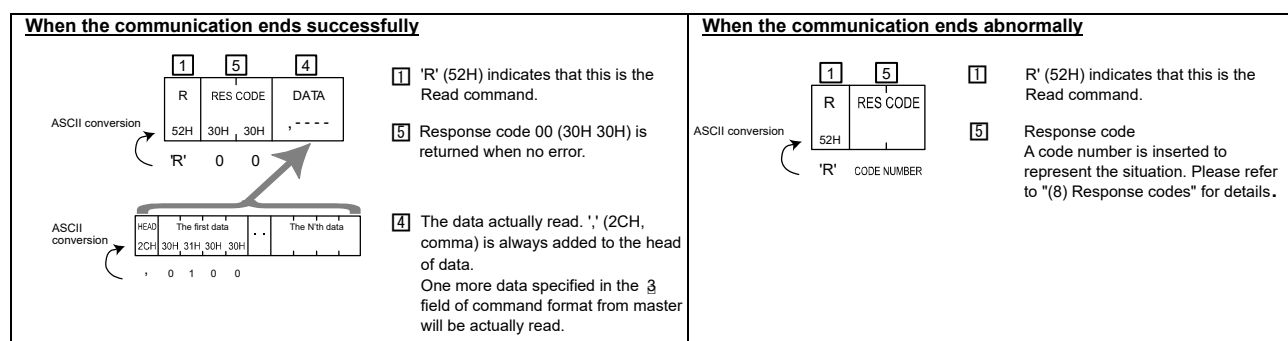 When the communication ends successfully
1 5 4
R RES CODE DATA
52H 30H 30H , - - - -
ASCII conversion
'R' 0 0
ASCII
conversion
HEAD The first data . . The N'th data
2CH 30H 31H 30H 30H
, 0 1 0 0
1 'R' (52H) indicates that this is the
Read command.
5 Response code 00 (30H 30H) is
returned when no error.
4 The data actually read. ',' (2CH,
comma) is always added to the head
of data.
One more data specified in the 3
field of command format from master
will be actually read.
When the communication ends abnormally
1 5
R RES CODE
52H
ASCII conversion
'R' CODE NUMBER
1 R' (52H) indicates that this is the
Read command.
5 Response code
A code number is inserted to
represent the situation. Please refer
to "(8) Response codes" for details.